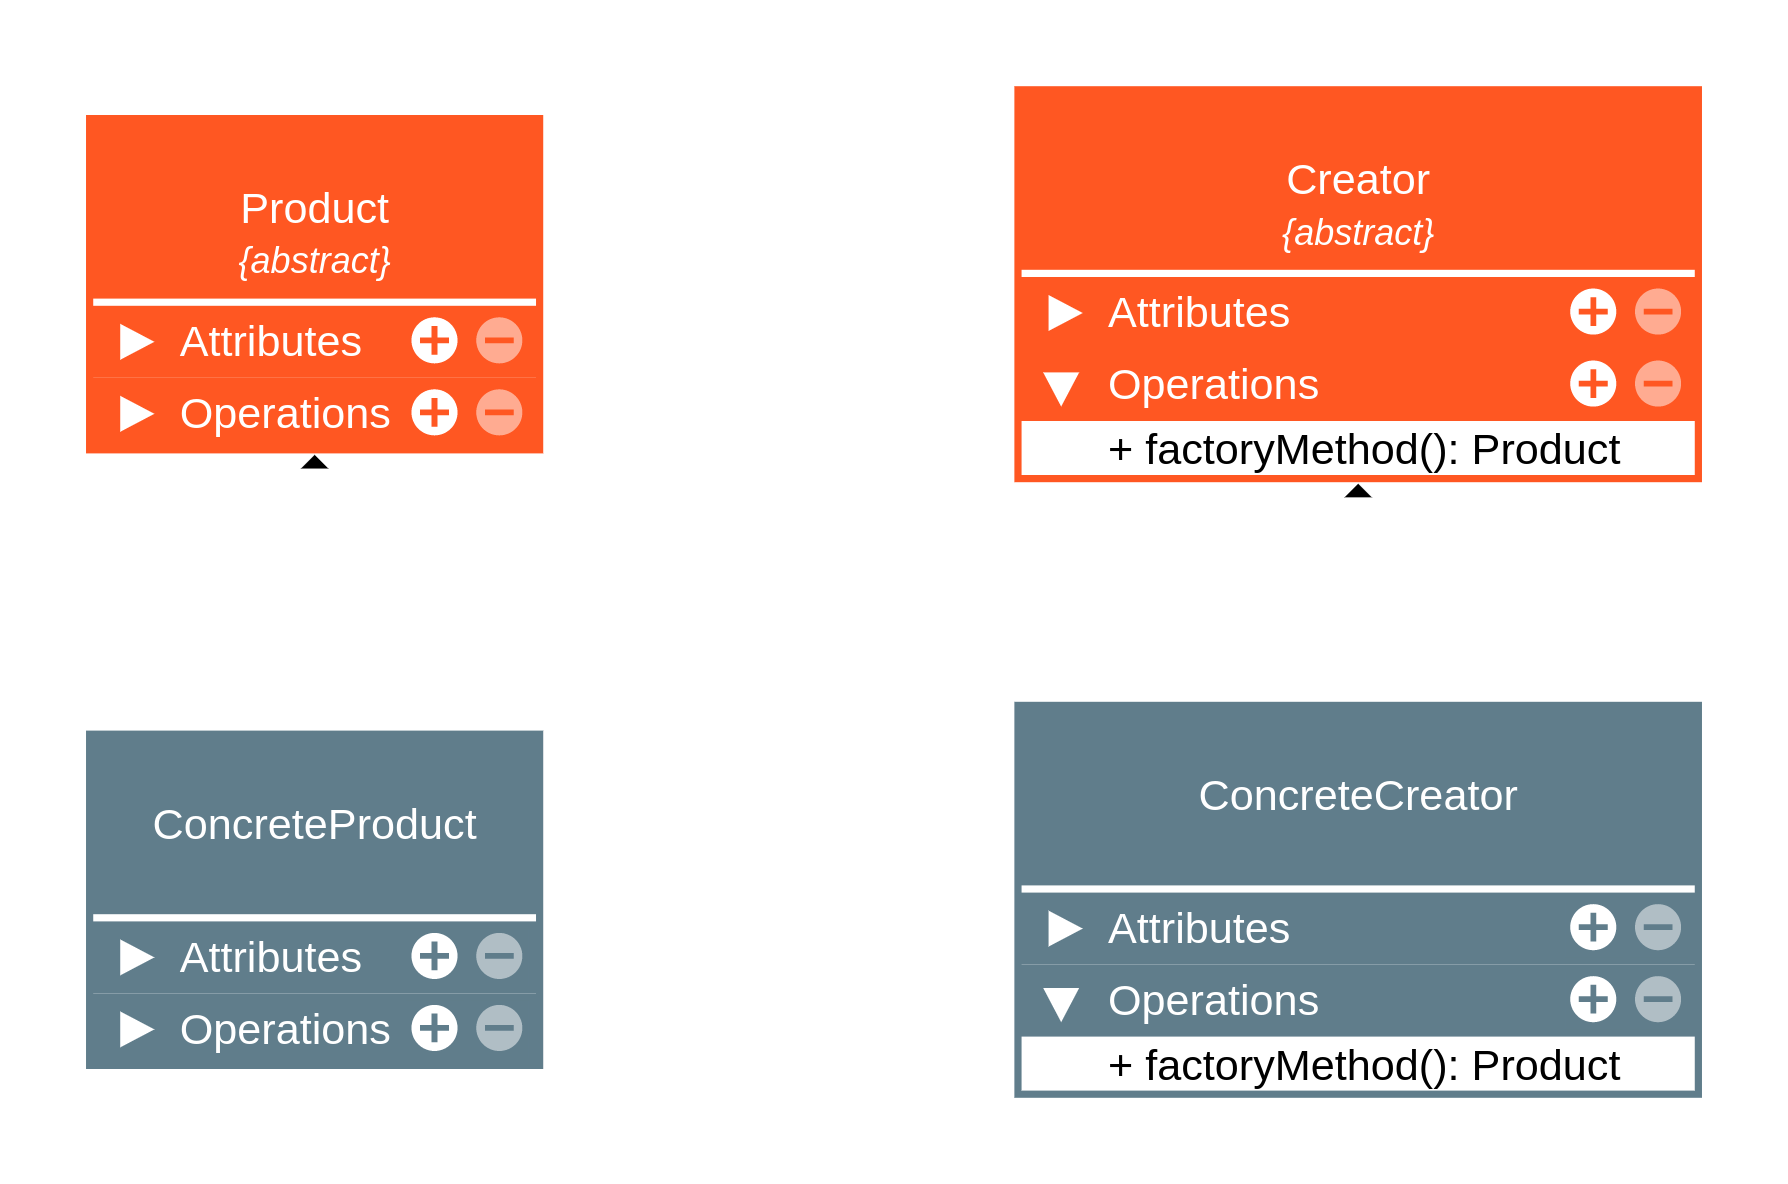 Product
{abstract}
Attributes
Operations
Creator
{abstract}
Attributes
Operations
+ factoryMethod(): Product
ConcreteProduct
Attributes
Operations
ConcreteCreator
Attributes
Operations
+ factoryMethod(): Product